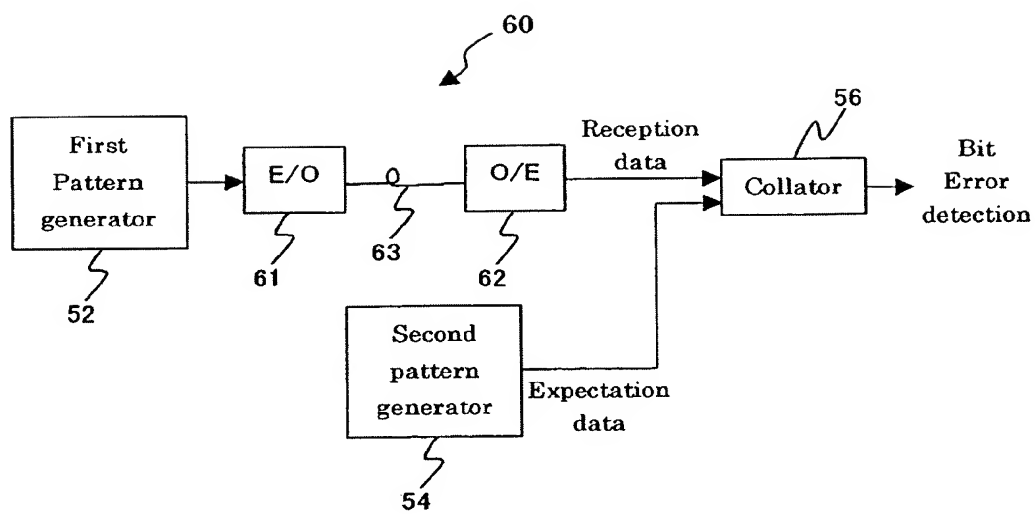 60
First
Pattern
generator
52
E/O
61
63
O/E
62
Reception
data
56
Collator
Bit
Error
detection
Second
pattern
generator
54
Expectation
data